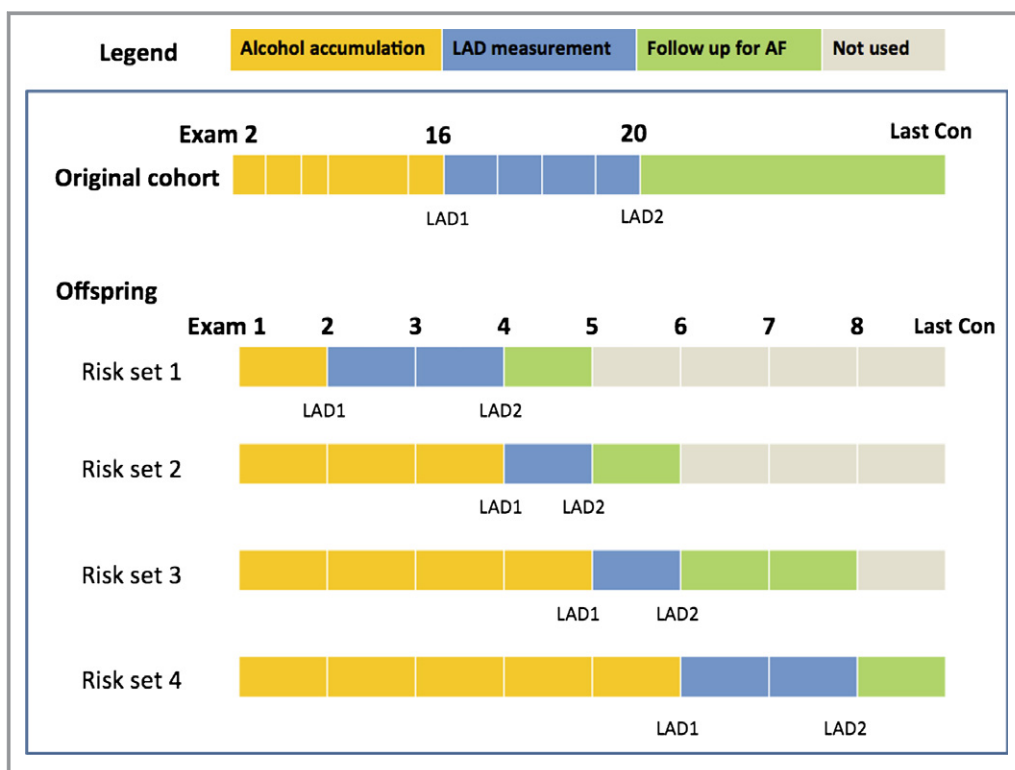 Legend Alcohol accumulation LAD measurement Follow up for AF Not used
Exam 2 16 20 Last Con
Original cohort
LAD1 LAD2
Offspring
Exam 1 2 3 4 5 6 7 8 Last Con
Risk set 1
LAD1 LAD2
Risk set 2
LAD1 LAD2
Risk set 3
LAD1 LAD2
Risk set 4
LAD1 LAD2